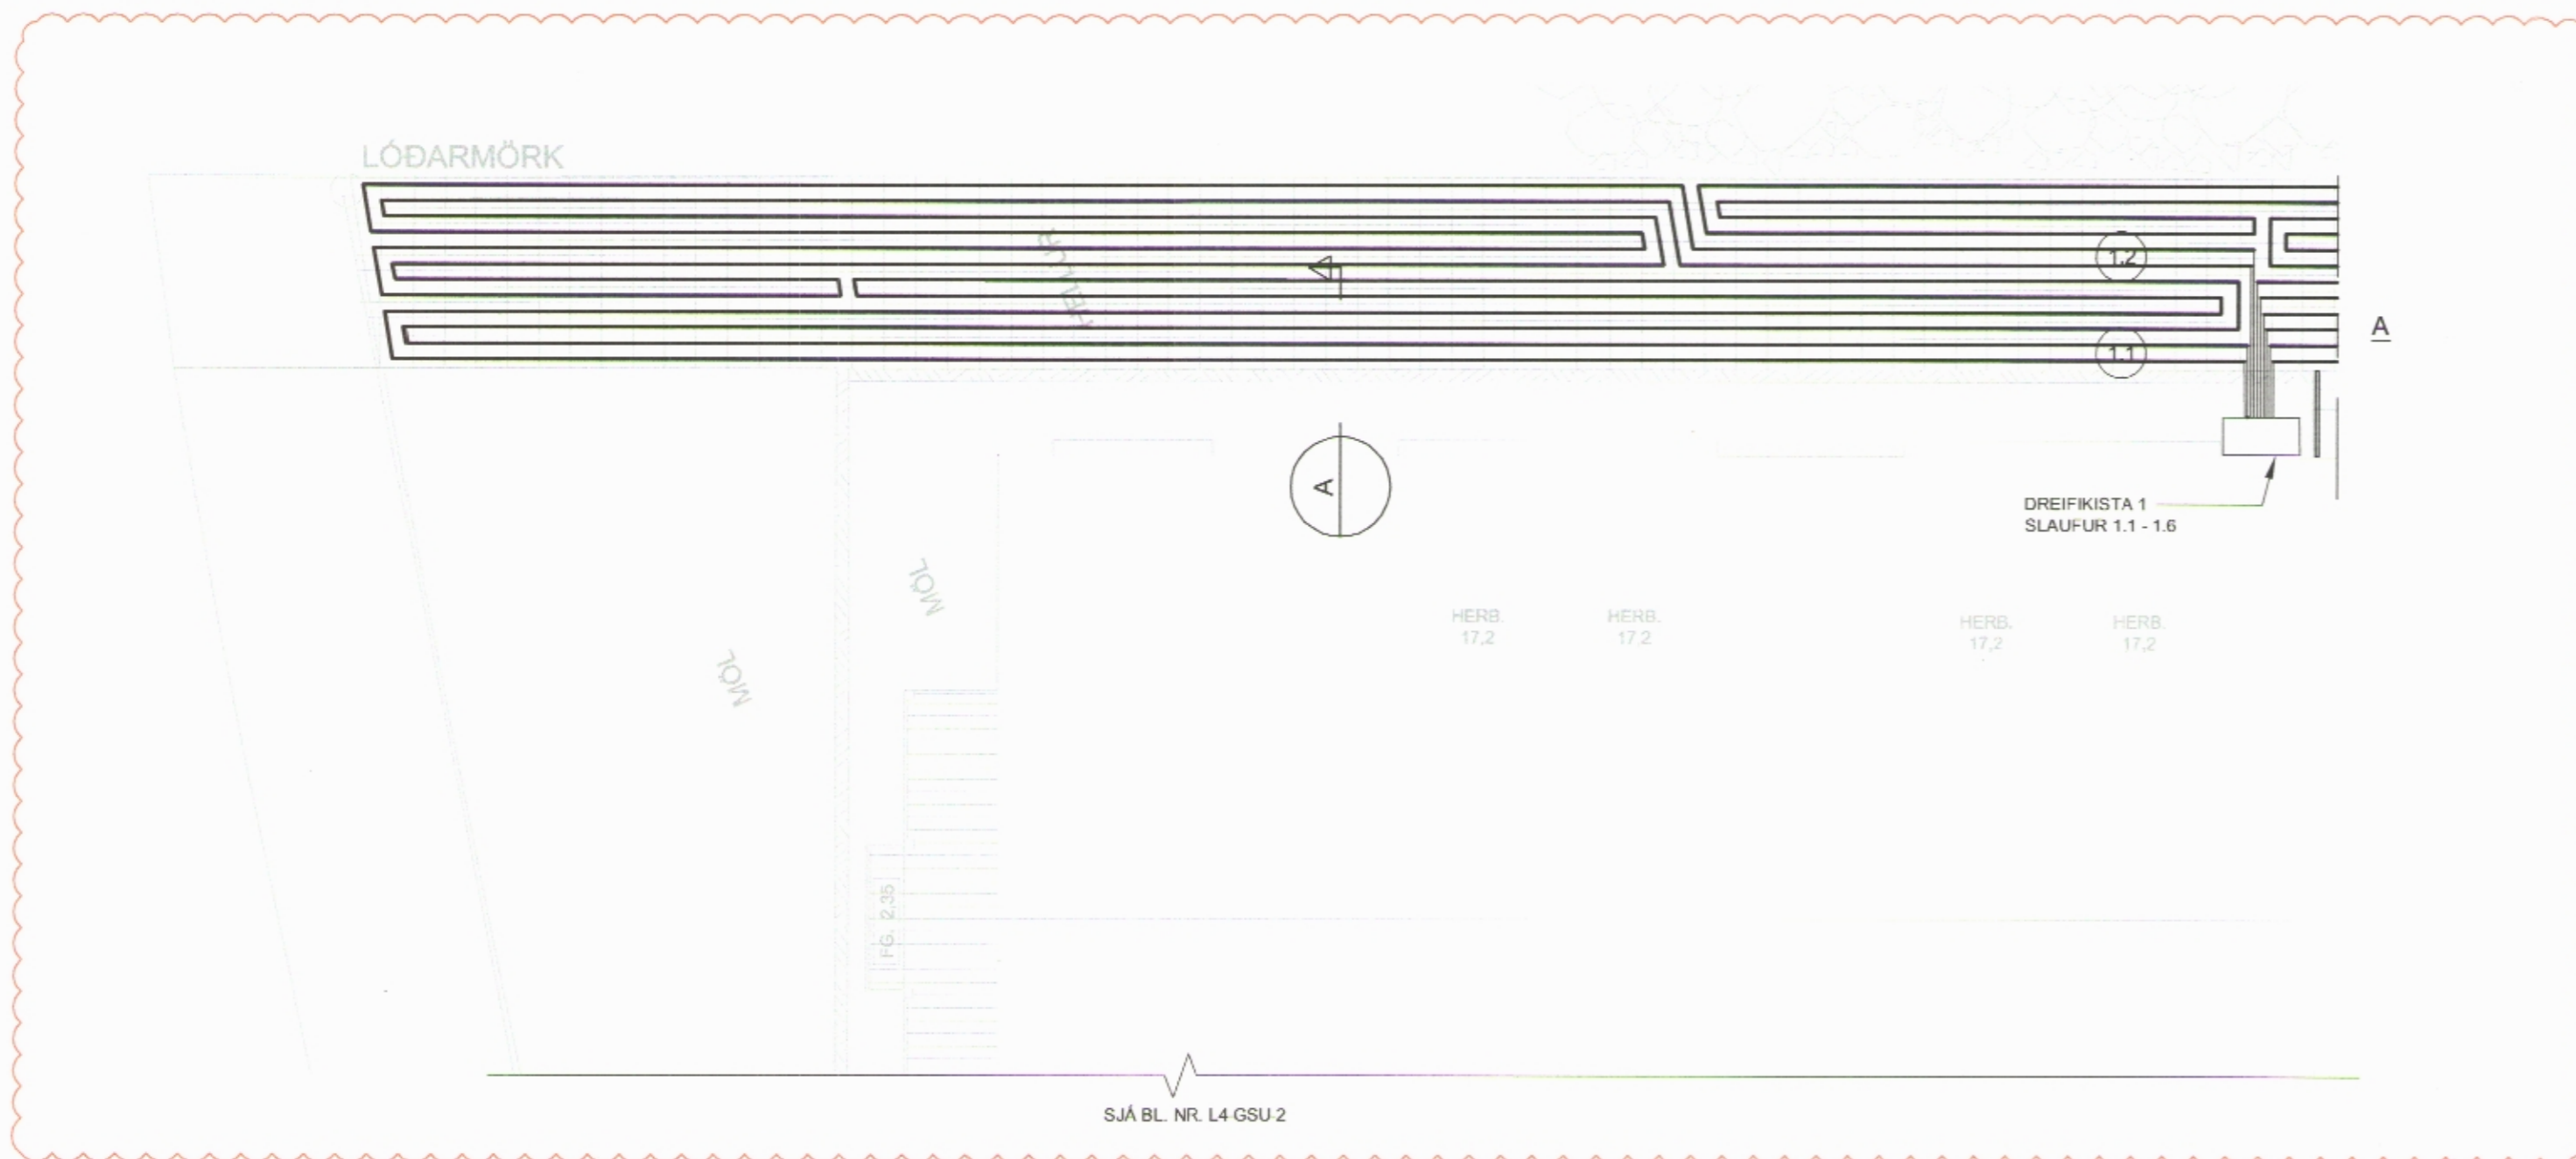 LÓÐARMÖRK
HELLUR
1.2
1.1
A
A
DREIFIKISTA 1
SLAUFUR 1.1 - 1.6
MÖL
MÖL
HERB.
17,2
HERB.
17,2
HERB.
17,2
HERB.
17,2
FG. 2,35
SJÁ BL. NR. L4 GSU 2